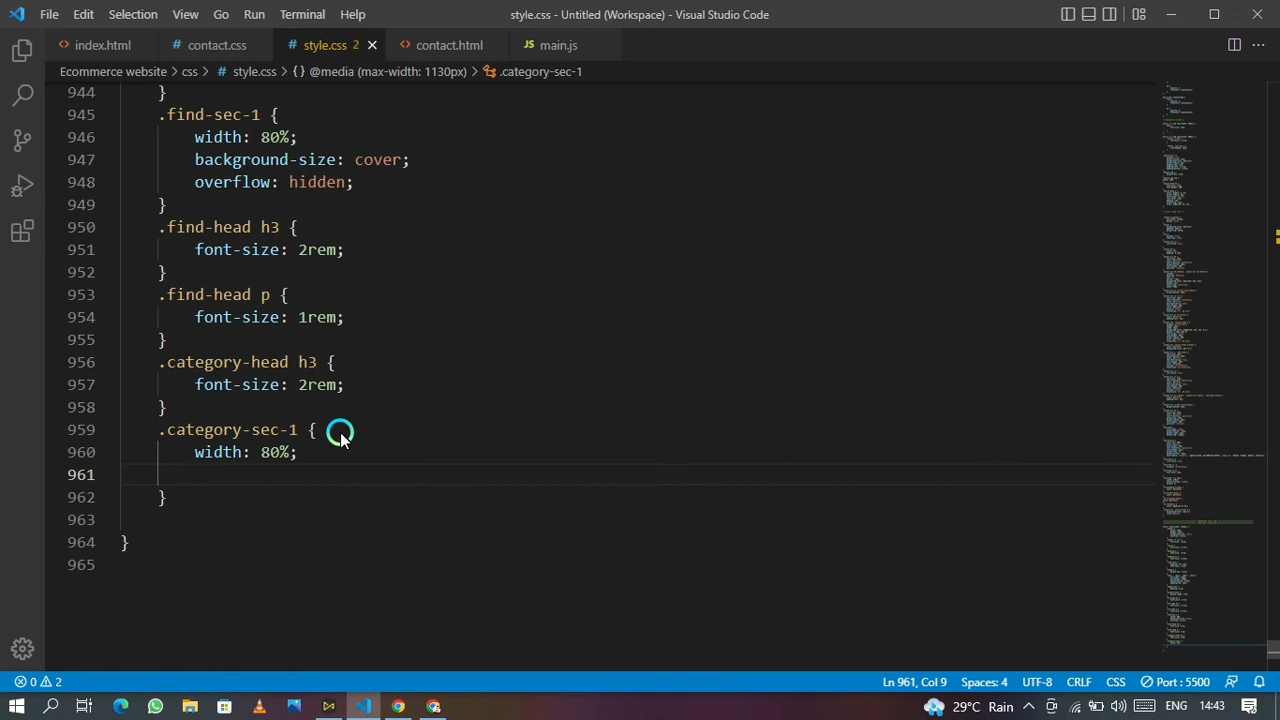 File Edit Selection View Go Run Terminal Help style.css - Untitled (Workspace) - Visual Studio Code
index.html contact.css style.css 2 contact.html JS main.js
Ecommerce website > css > # style.css > {} @media (max-width: 1130px) > .category-sec-1
944 }
945 .find-sec-1 {
946 width: 80%;
947 background-size: cover;
948 overflow: hidden;
949 }
950 .find-head h3 {
951 font-size: 2rem;
952 }
953 .find-head p {
954 font-size: 1rem;
955 }
956 .category-head h2 {
957 font-size: 2rem;
958 }
959 .category-sec-1 {
960 width: 80%;
961
962 }
963
964 }
965
0 2 Ln 961, Col 9 Spaces: 4 UTF-8 CRLF CSS Port : 5500
29°C Rain ENG 14:43